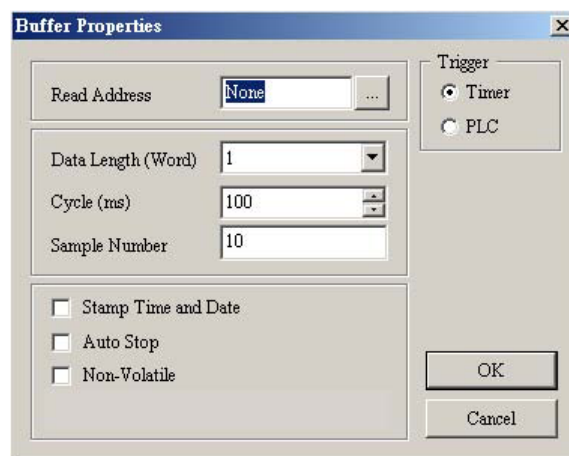 Buffer Properties
Read Address
None
...
Trigger
Timer
PLC
Data Length (Word)
1
Cycle (ms)
100
Sample Number
10
Stamp Time and Date
Auto Stop
Non-Volatile
OK
Cancel